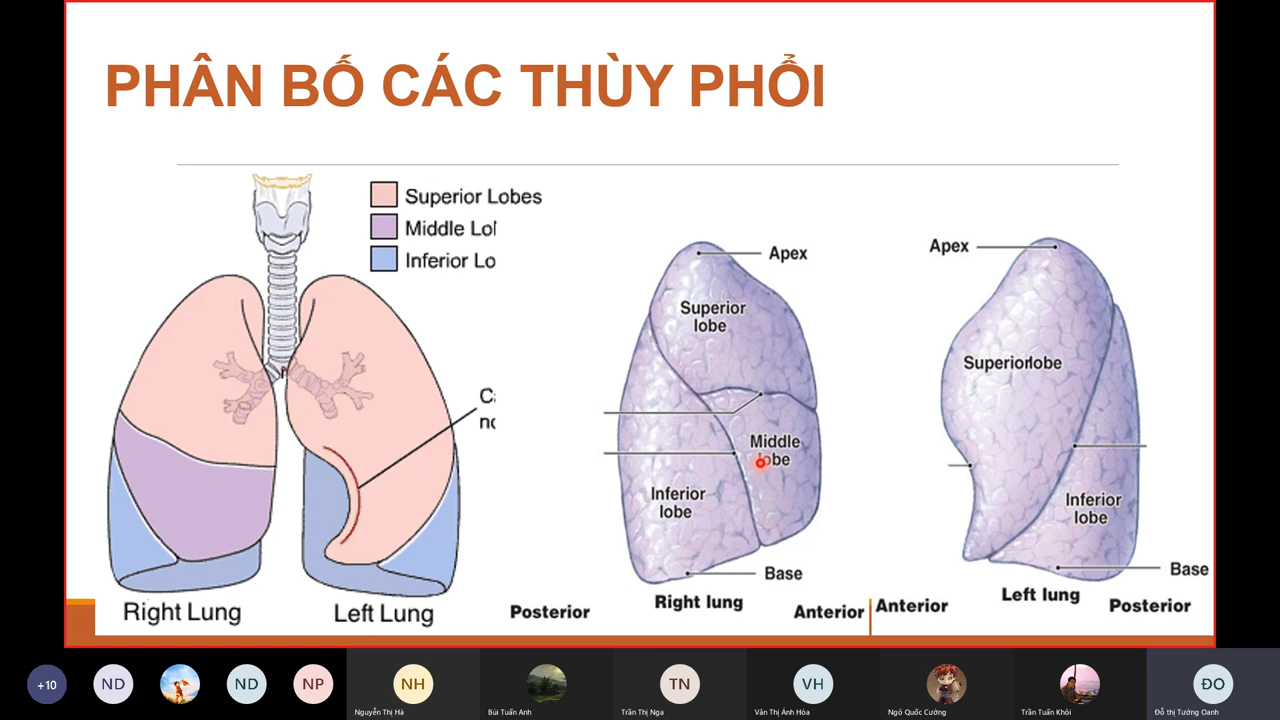 PHÂN BỐ CÁC THÙY PHỔI
Superior Lobes
Middle
Inferior
Right Lung
Left Lung
Apex
Superior
lobe
Middle
lobe
Inferior
lobe
Base
Right lung
Posterior
Anterior
Apex
Superior lobe
Inferior
lobe
Base
Left lung
Anterior
Posterior
+10
ND
ND
NP
NH
TN
VH
ĐO
Nguyễn Thị Hà
Bùi Tuấn Anh
Trần Thị Nga
Văn Thị Ánh Hòa
Ngô Quốc Cường
Trần Tuấn Khôi
Đỗ thị Tường Oanh